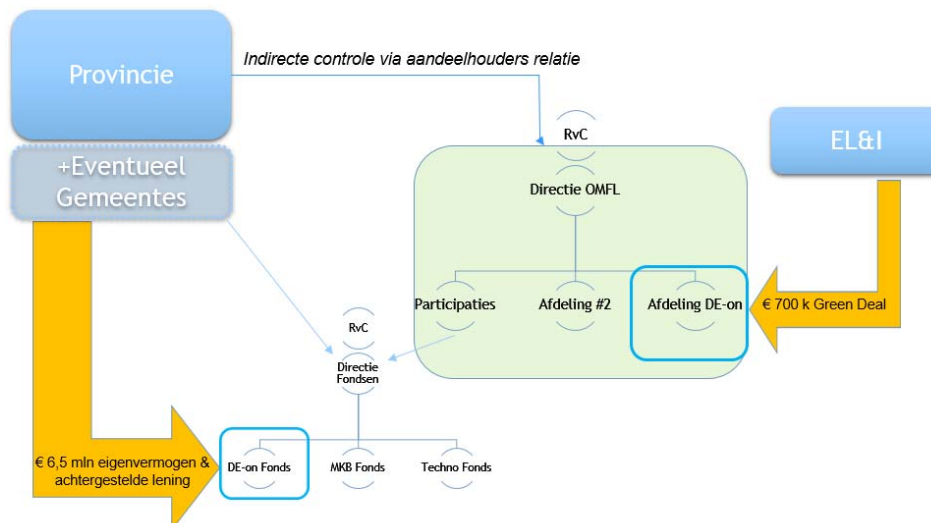 Provincie
Indirecte controle via aandeelhouders relatie
+Eventueel
Gemeentes
RvC
EL&I
Directie OMFL
Participaties
Afdeling #2
Afdeling DE-on
€ 700 k Green Deal
RvC
Directie
Fondsen
€ 6,5 mln eigenvermogen &
achtergestelde lening
DE-on Fonds
MKB Fonds
Techno Fonds